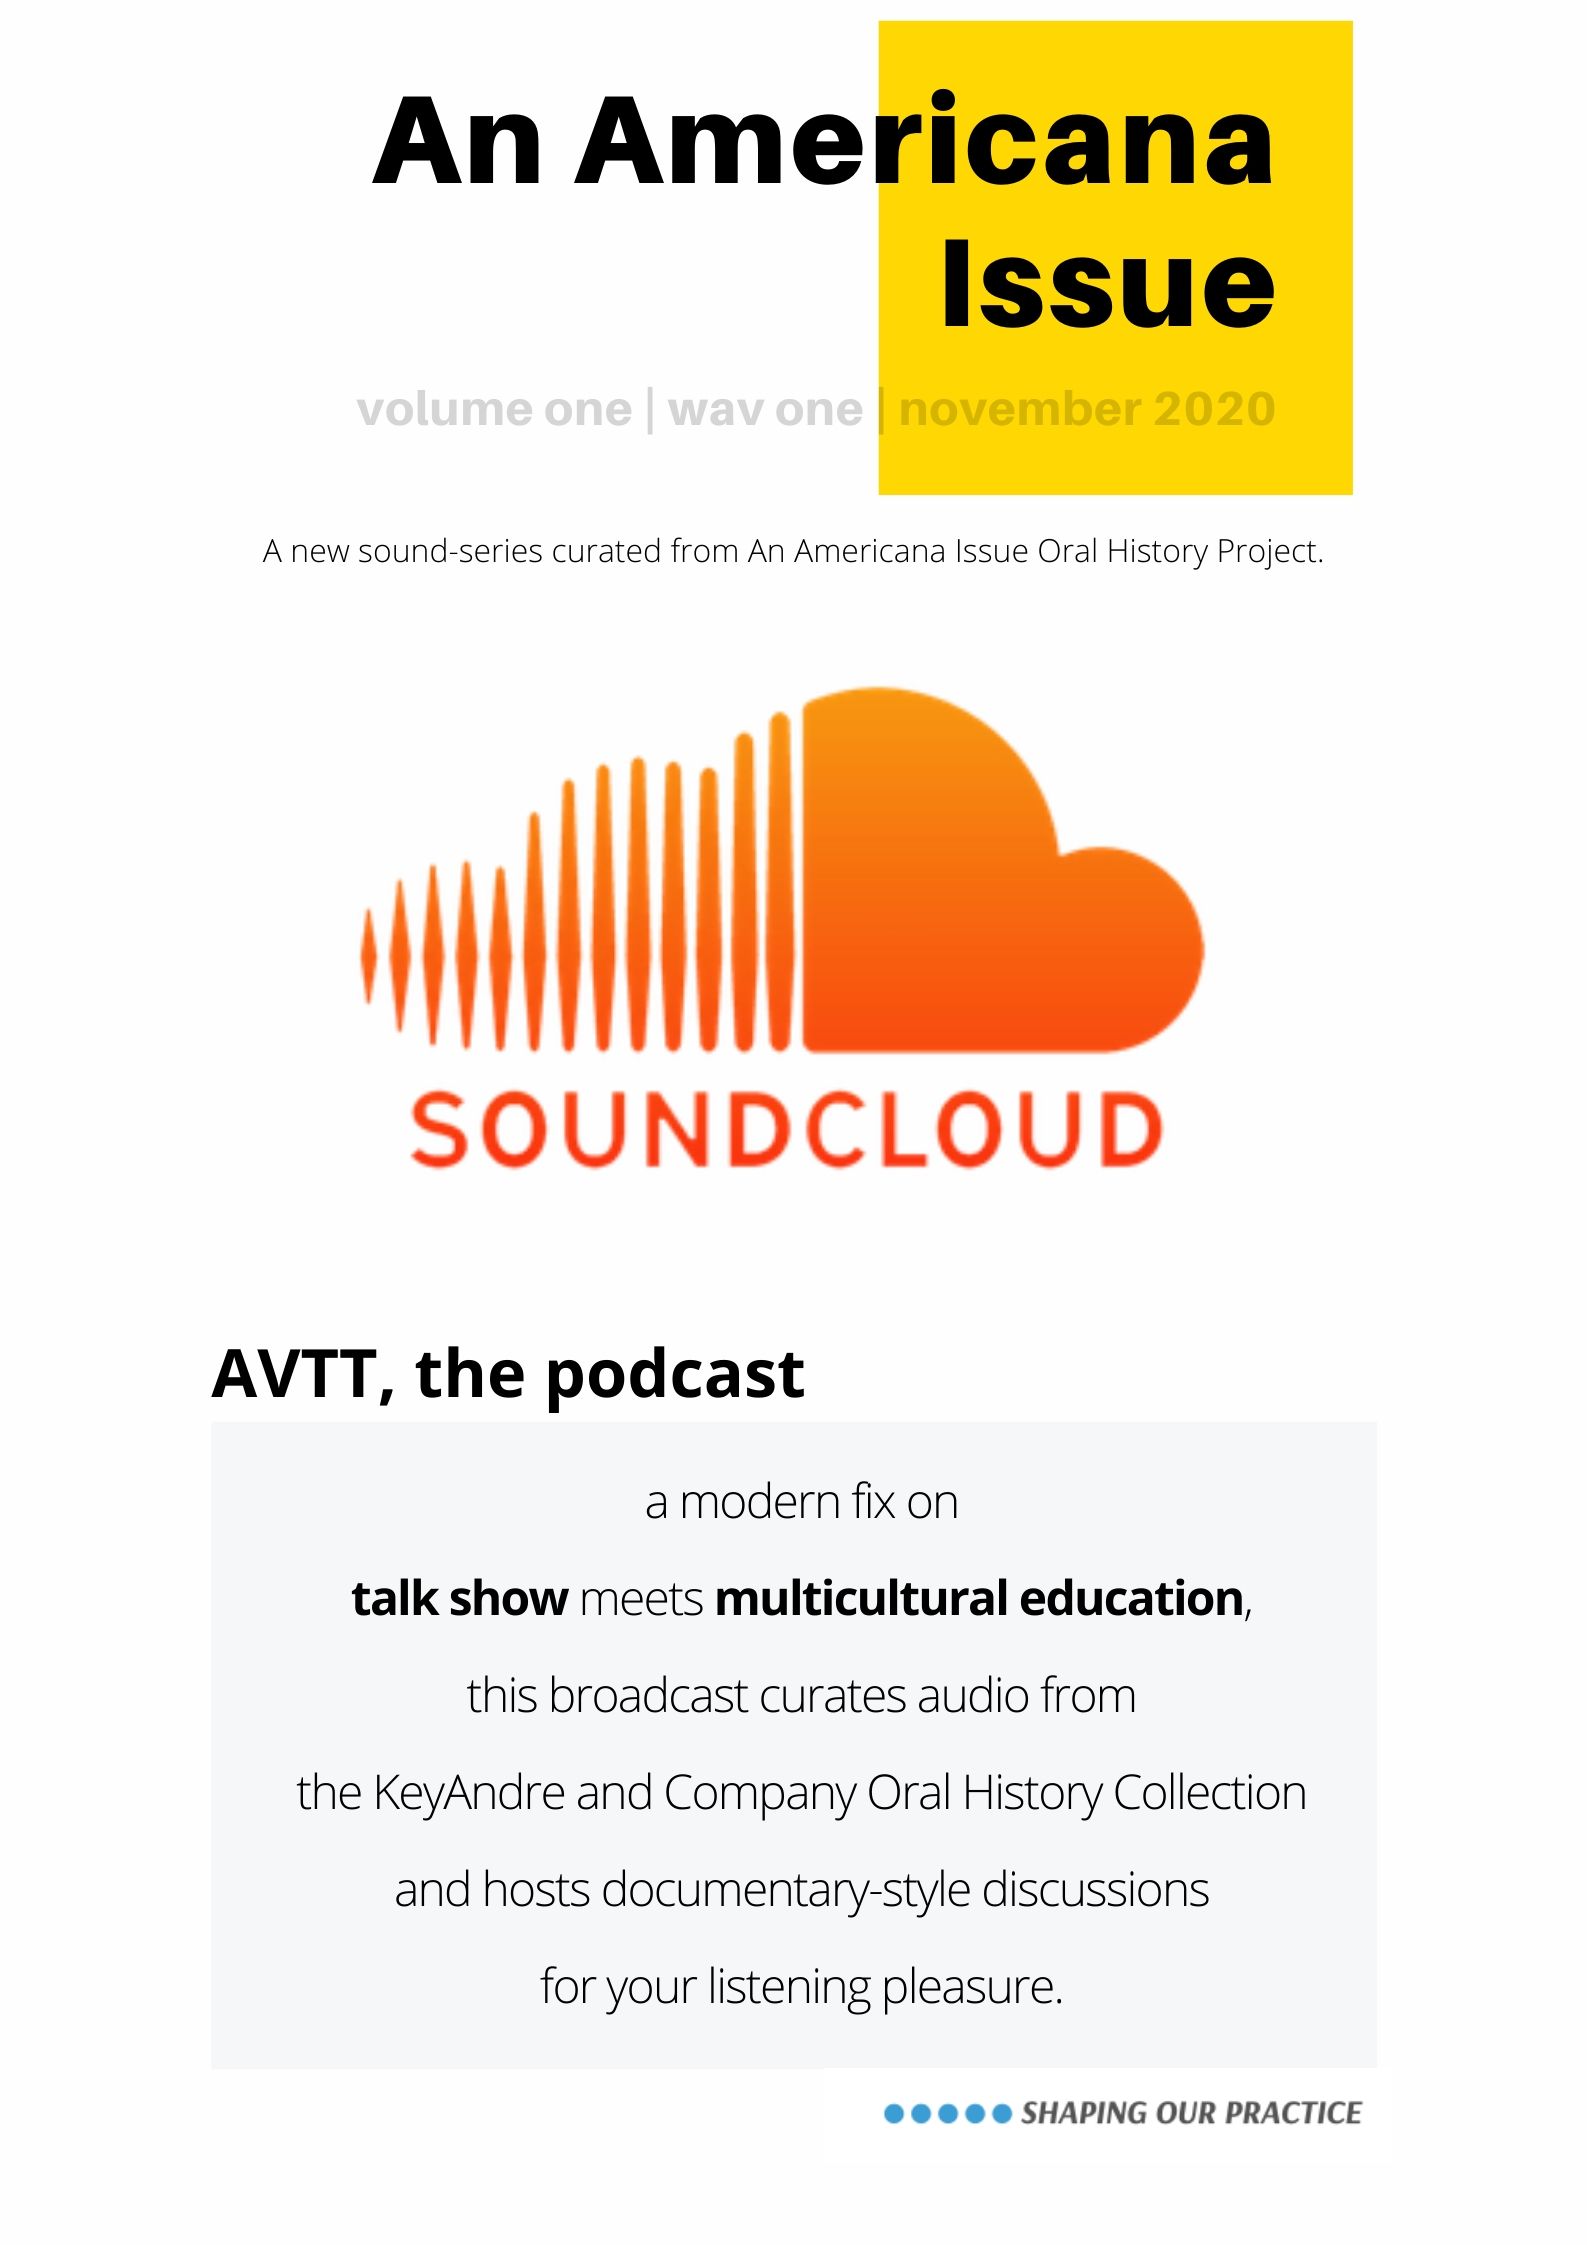 An Americana
Issue
volume one | wav one | november 2020
A new sound-series curated from An Americana Issue Oral History Project.
SOUNDCLOUD
AVTT, the podcast
a modern fix on
talk show meets multicultural education,
this broadcast curates audio from
the KeyAndre and Company Oral History Collection
and hosts documentary-style discussions
for your listening pleasure.
SHAPING OUR PRACTICE